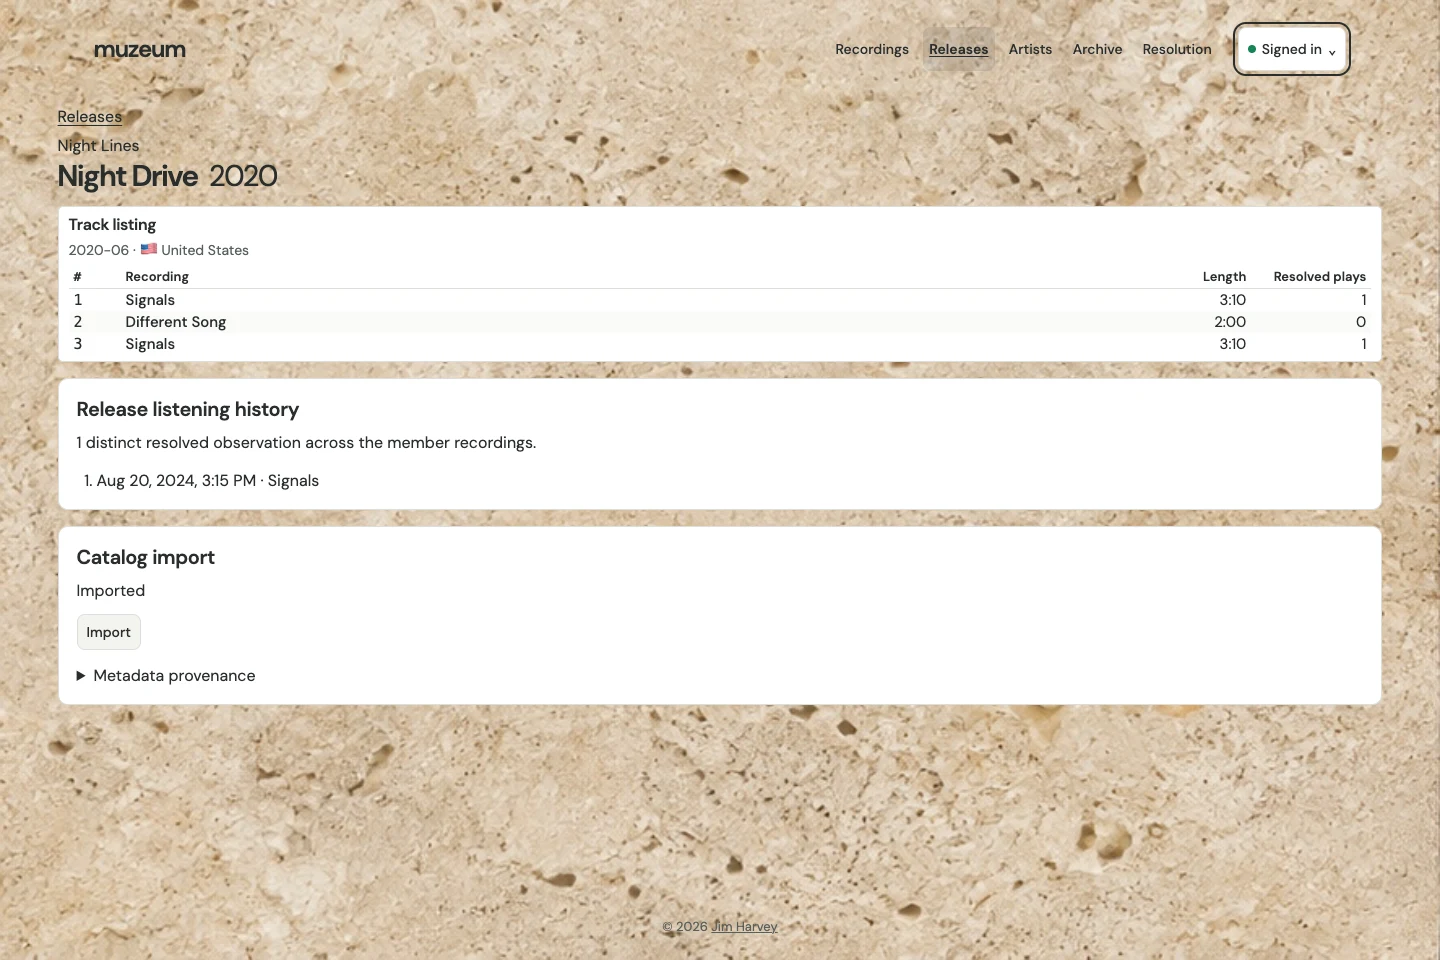 muzeum
Recordings Releases Artists Archive Resolution Signed in
Releases
Night Lines
Night Drive 2020
Track listing
2020-06 · 🇺🇸 United States
# Recording Length Resolved plays
1 Signals 3:10 1
2 Different Song 2:00 0
3 Signals 3:10 1
Release listening history
1 distinct resolved observation across the member recordings.
1. Aug 20, 2024, 3:15 PM · Signals
Catalog import
Imported
Import
▶ Metadata provenance
© 2026 Jim Harvey